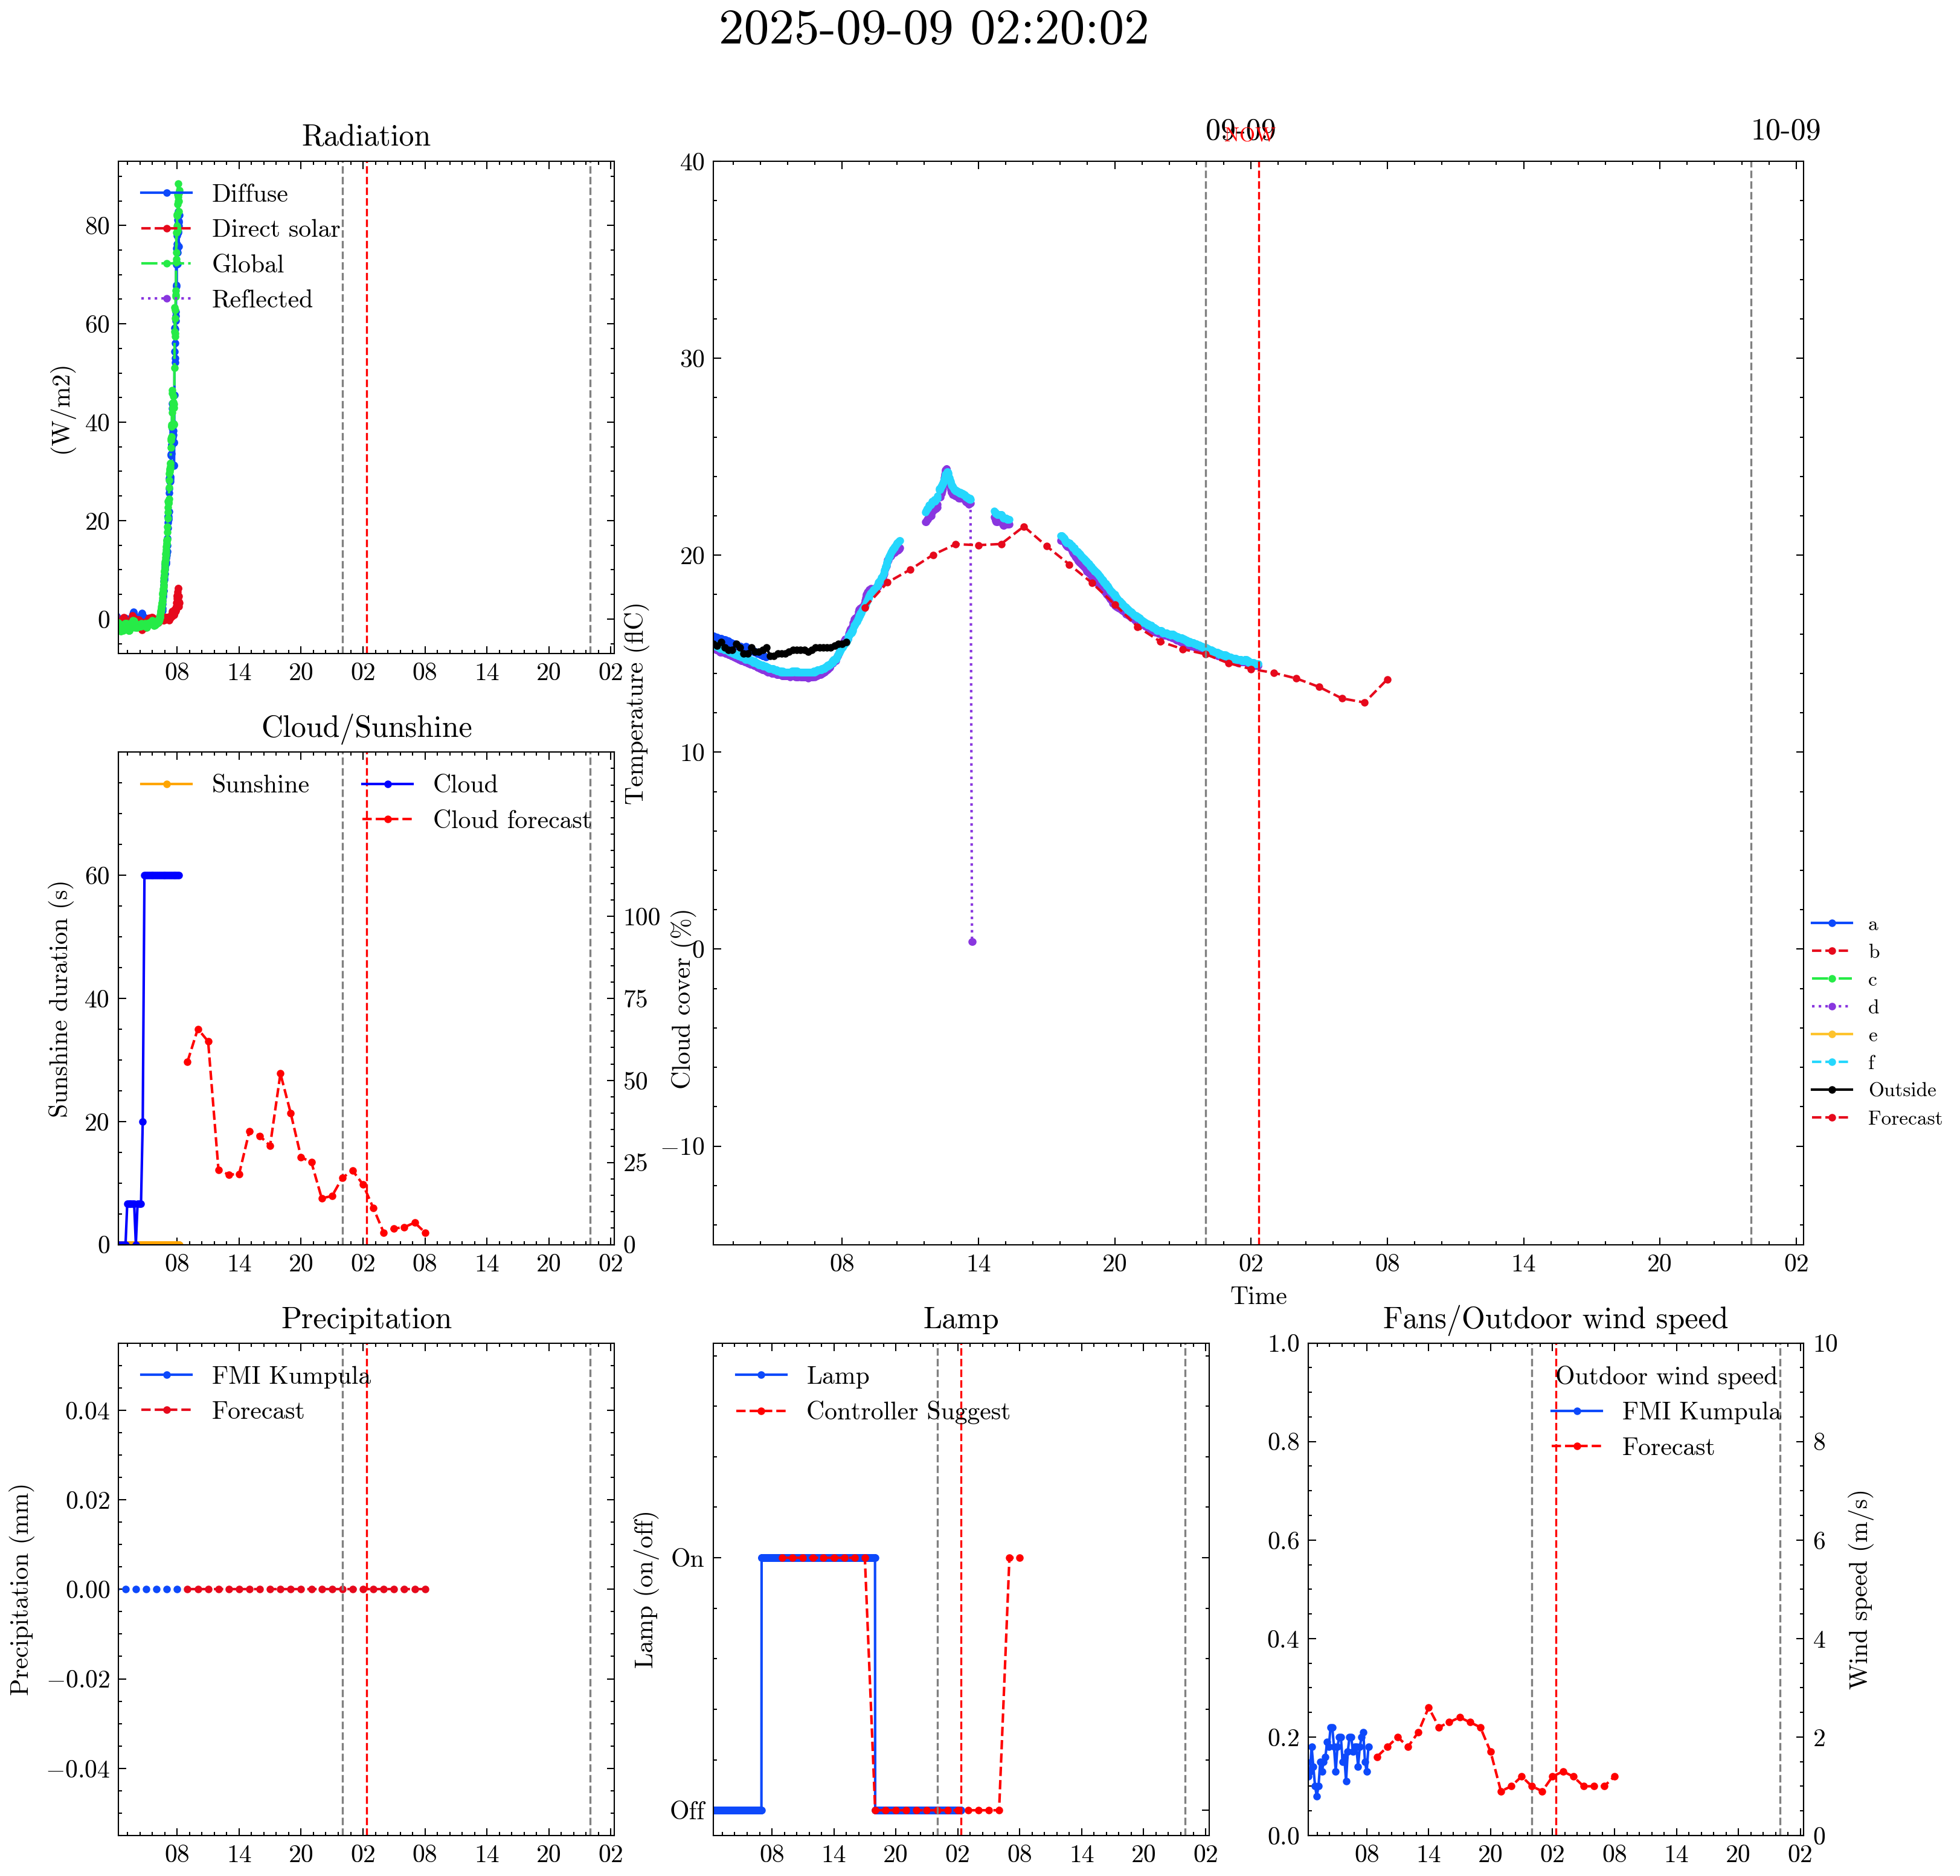 2025-09-09 02:20:02
Radiation
(W/m2)
80
60
40
20
0
Diffuse
Direct solar
Global
Reflected
08 14 20 02 08 14 20 02
09-09
NOW
10-09
Temperature (flC)
40
30
20
10
0
−10
08 14 20 02 08 14 20 02
Time
a
b
c
d
e
f
Outside
Forecast
Cloud/Sunshine
Sunshine duration (s)
60
40
20
0
Sunshine
Cloud
Cloud forecast
100
75
50
25
0
Cloud cover (%)
08 14 20 02 08 14 20 02
Precipitation
Precipitation (mm)
0.04
0.02
0.00
−0.02
−0.04
FMI Kumpula
Forecast
08 14 20 02 08 14 20 02
Lamp
Lamp (on/off)
On
Off
Lamp
Controller Suggest
08 14 20 02 08 14 20 02
Fans/Outdoor wind speed
1.0
0.8
0.6
0.4
0.2
0.0
Outdoor wind speed
FMI Kumpula
Forecast
10
8
6
4
2
0
Wind speed (m/s)
08 14 20 02 08 14 20 02